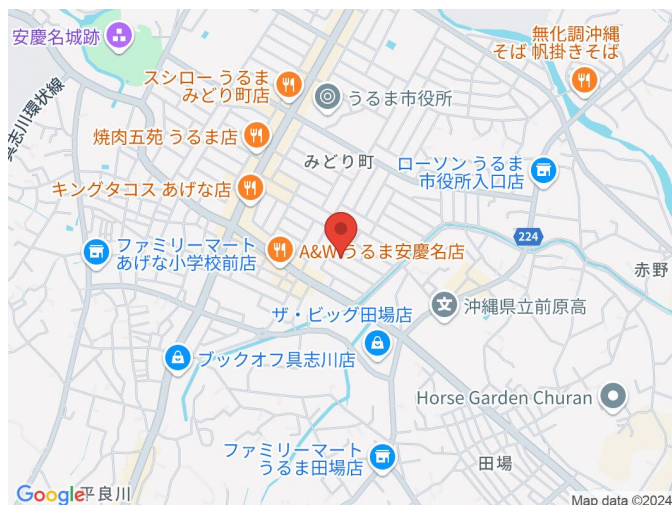 安慶名城跡
無化調沖縄
そば 帆掛きそば
スシロー うるま
みどり町店
うるま市役所
具志川環状線
焼肉五苑 うるま店
みどり町
ローソン うるま
市役所入口店
キングタコス あげな店
224
ファミリーマート
あげな小学校前店
A&W うるま安慶名店
赤野
沖縄県立前原高
ザ・ビッグ田場店
ブックオフ具志川店
Horse Garden Churan
ファミリーマート
うるま田場店
田場
Google
平良川
Map data ©2024